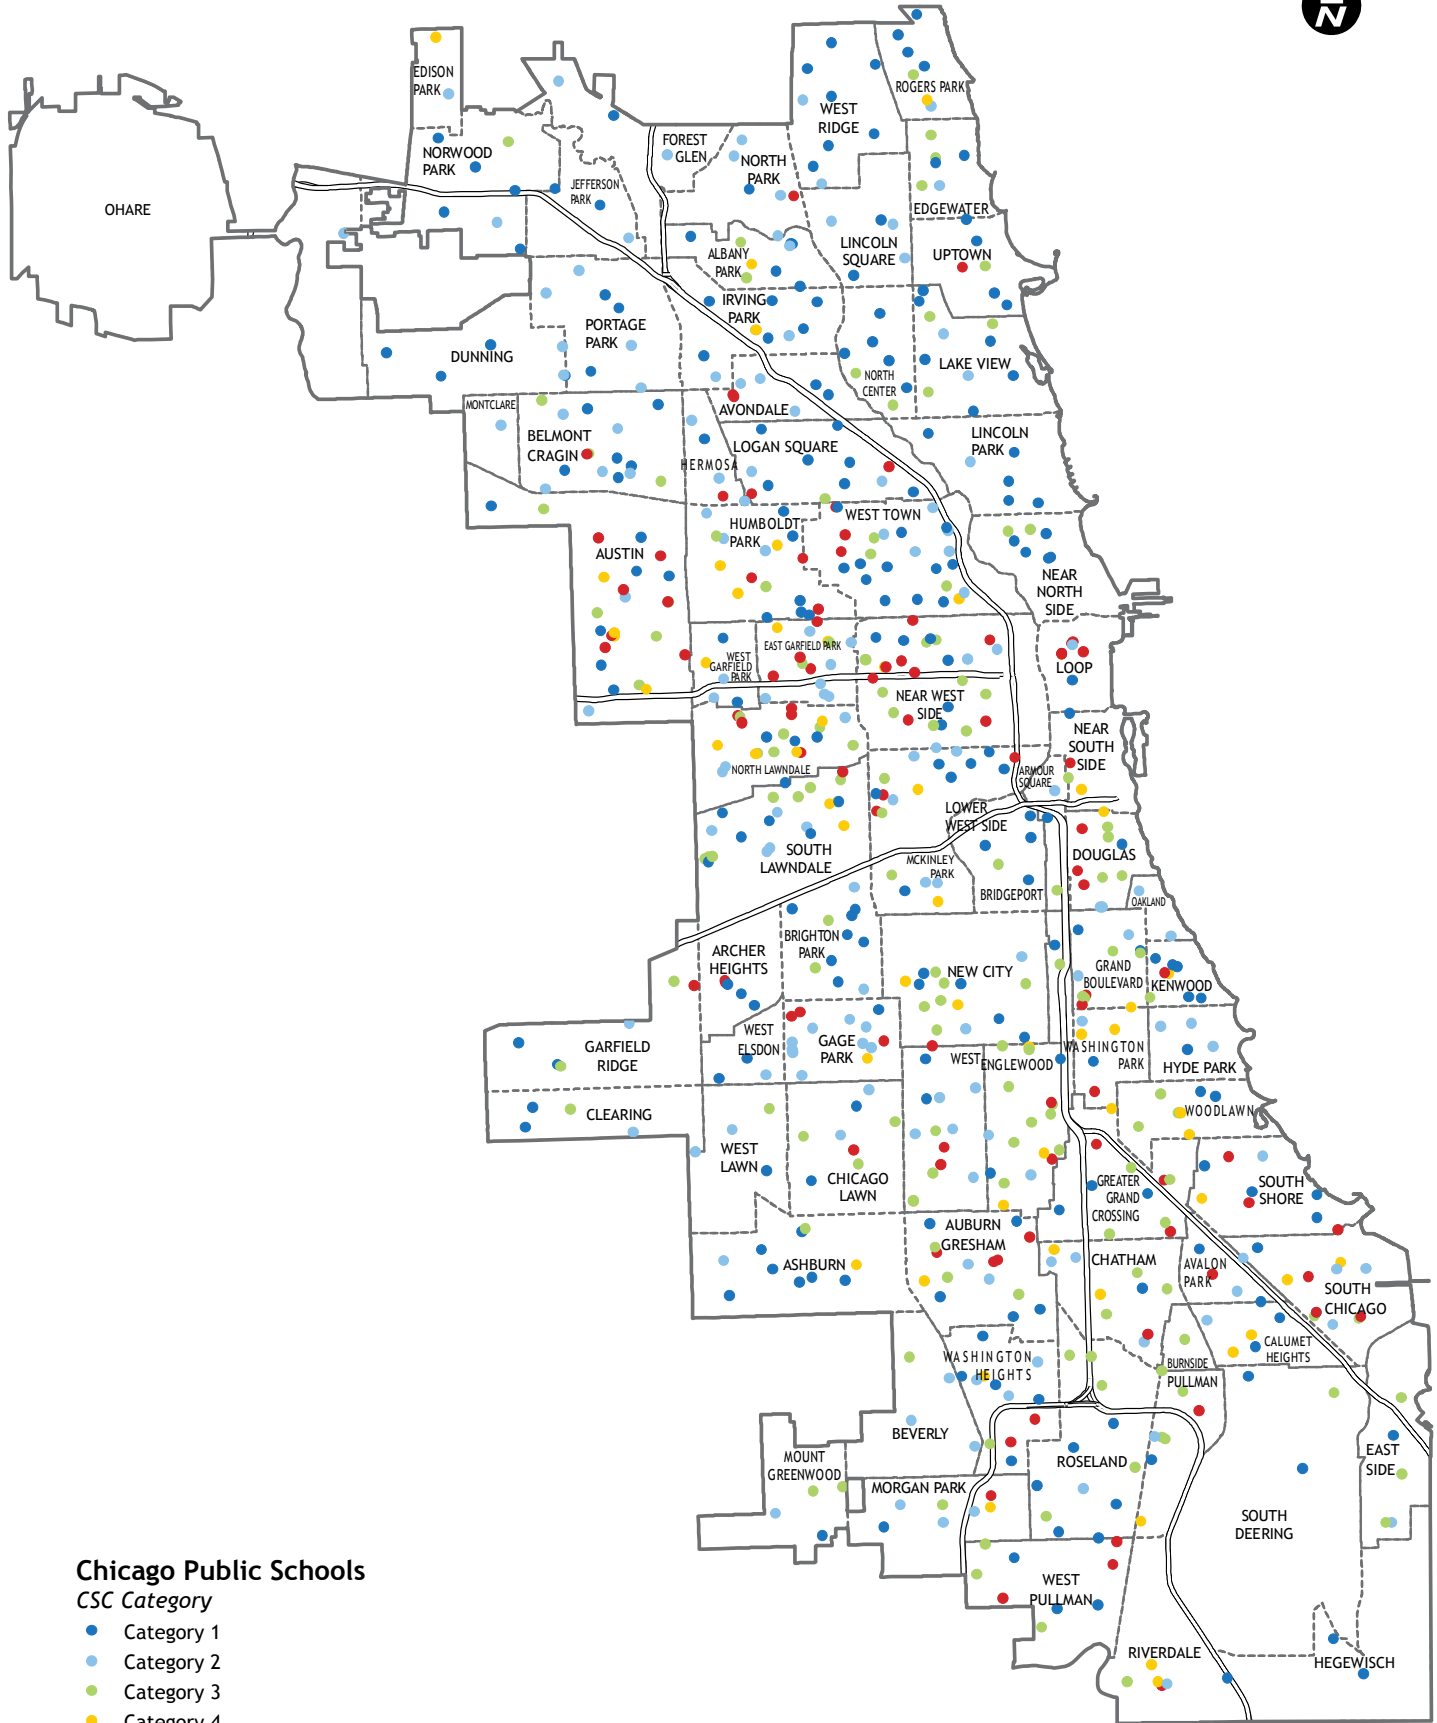 N
EDISON
PARK
ROGERS PARK
WEST
RIDGE
FOREST
GLEN
NORWOOD
PARK
NORTH
PARK
JEFFERSON
PARK
OHARE
EDGEWATER
LINCOLN
SQUARE
ALBANY
PARK
UPTOWN
IRVING
PARK
PORTAGE
PARK
DUNNING
LAKE VIEW
NORTH
CENTER
MONTCLARE
AVONDALE
BELMONT
CRAGIN
LINCOLN
PARK
LOGAN SQUARE
HERMOSA
WEST TOWN
HUMBOLDT
PARK
AUSTIN
NEAR
NORTH
SIDE
EAST GARFIELD PARK
WEST
GARFIELD
PARK
LOOP
NEAR WEST
SIDE
NEAR
SOUTH
SIDE
NORTH LAWNDALE
ARMOUR
SQUARE
LOWER
WEST SIDE
SOUTH
LAWNDALE
MCKINLEY
PARK
DOUGLAS
BRIDGEPORT
OAKLAND
BRIGHTON
PARK
ARCHER
HEIGHTS
NEW CITY
GRAND
BOULEVARD
KENWOOD
WEST
ELSDON
GAGE
PARK
GARFIELD
RIDGE
WEST
ENGLEWOOD
WASHINGTON
PARK
HYDE PARK
CLEARING
WOODLAWN
WEST
LAWN
CHICAGO
LAWN
GREATER
GRAND
CROSSING
SOUTH
SHORE
AUBURN
GRESHAM
ASHBURN
CHATHAM
AVALON
PARK
SOUTH
CHICAGO
CALUMET
HEIGHTS
WASHINGTON
HEIGHTS
BURNSIDE
PULLMAN
BEVERLY
EAST
SIDE
MOUNT
GREENWOOD
ROSELAND
MORGAN PARK
SOUTH
DEERING
WEST
PULLMAN
RIVERDALE
HEGEWISCH
Chicago Public Schools
CSC Category
Category 1
Category 2
Category 3
Category 4